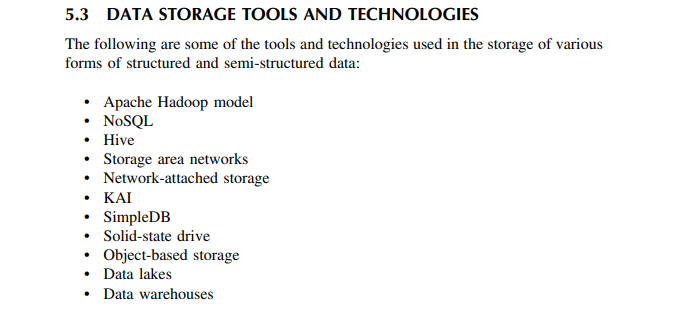 5.3 DATA STORAGE TOOLS AND TECHNOLOGIES
The following are some of the tools and technologies used in the storage of various
forms of structured and semi-structured data:
• Apache Hadoop model
• NoSQL
• Hive
• Storage area networks
• Network-attached storage
• KAI
• SimpleDB
• Solid-state drive
• Object-based storage
• Data lakes
• Data warehouses